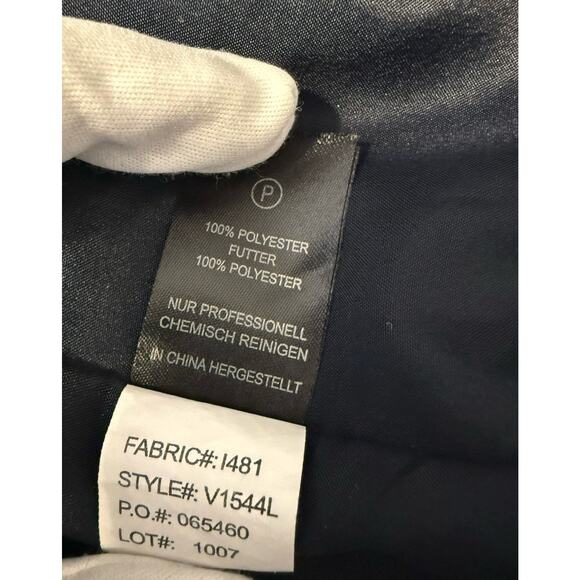 P
100% POLYESTER
FUTTER
100% POLYESTER
NUR PROFESSIONELL
CHEMISCH REINIGEN
IN CHINA HERGESTELLT
FABRIC#: I481
STYLE#: V1544L
P.O.#: 065460
LOT#: 1007